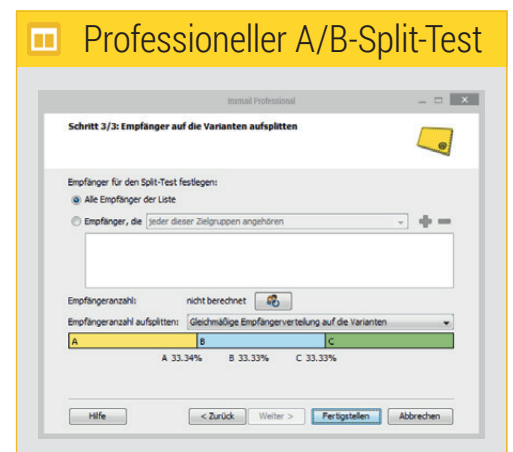 Professioneller A/B-Split-Test
Inxmail Professional
Schritt 3/3: Empfänger auf die Varianten aufsplitten
Empfänger für den Split-Test festlegen:
Alle Empfänger der Liste
Empfänger, die jeder dieser Zielgruppen angehören
Empfängeranzahl: nicht berechnet
Empfängeranzahl aufsplitten: Gleichmäßige Empfängerverteilung auf die Varianten
A B C
A 33.34% B 33.33% C 33.33%
Hilfe < Zurück Weiter > Fertigstellen Abbrechen